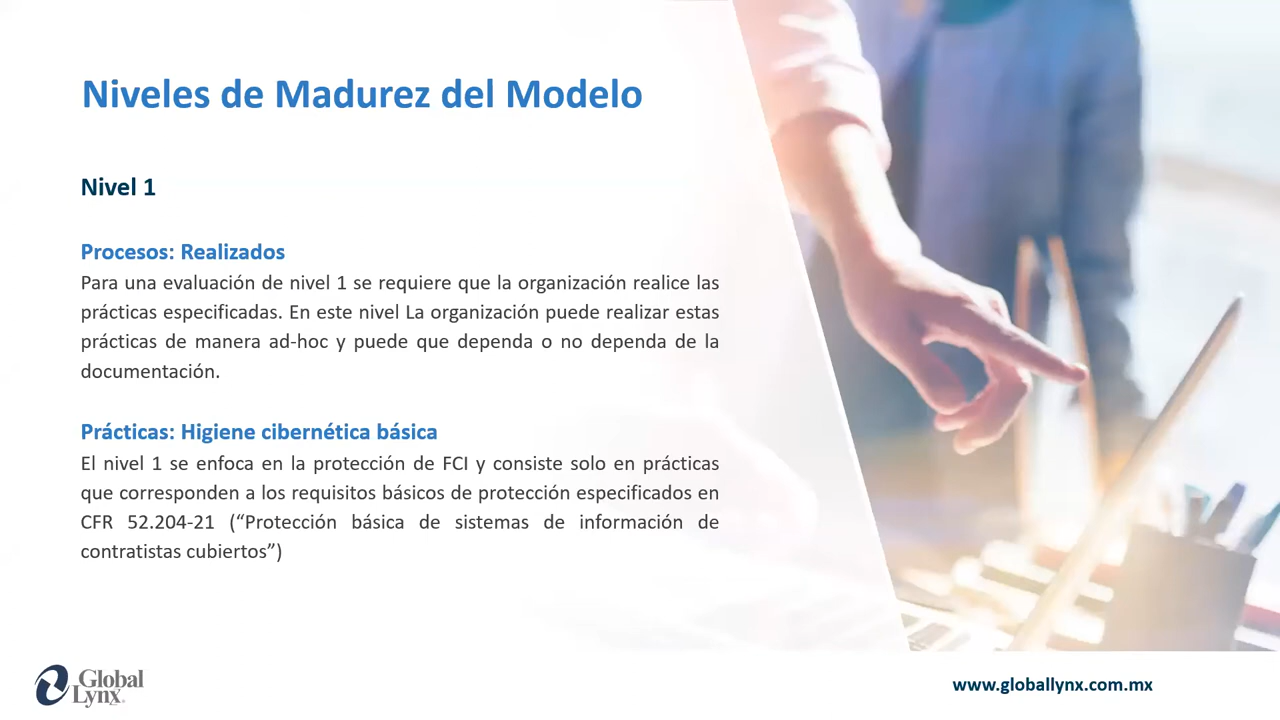 Niveles de Madurez del Modelo
Nivel 1
Procesos: Realizados
Para una evaluación de nivel 1 se requiere que la organización realice las
prácticas especificadas. En este nivel La organización puede realizar estas
prácticas de manera ad-hoc y puede que dependa o no dependa de la
documentación.
Prácticas: Higiene cibernética básica
El nivel 1 se enfoca en la protección de FCI y consiste solo en prácticas
que corresponden a los requisitos básicos de protección especificados en
CFR 52.204-21 (“Protección básica de sistemas de información de
contratistas cubiertos”)
Global
Lynx
www.globallynx.com.mx